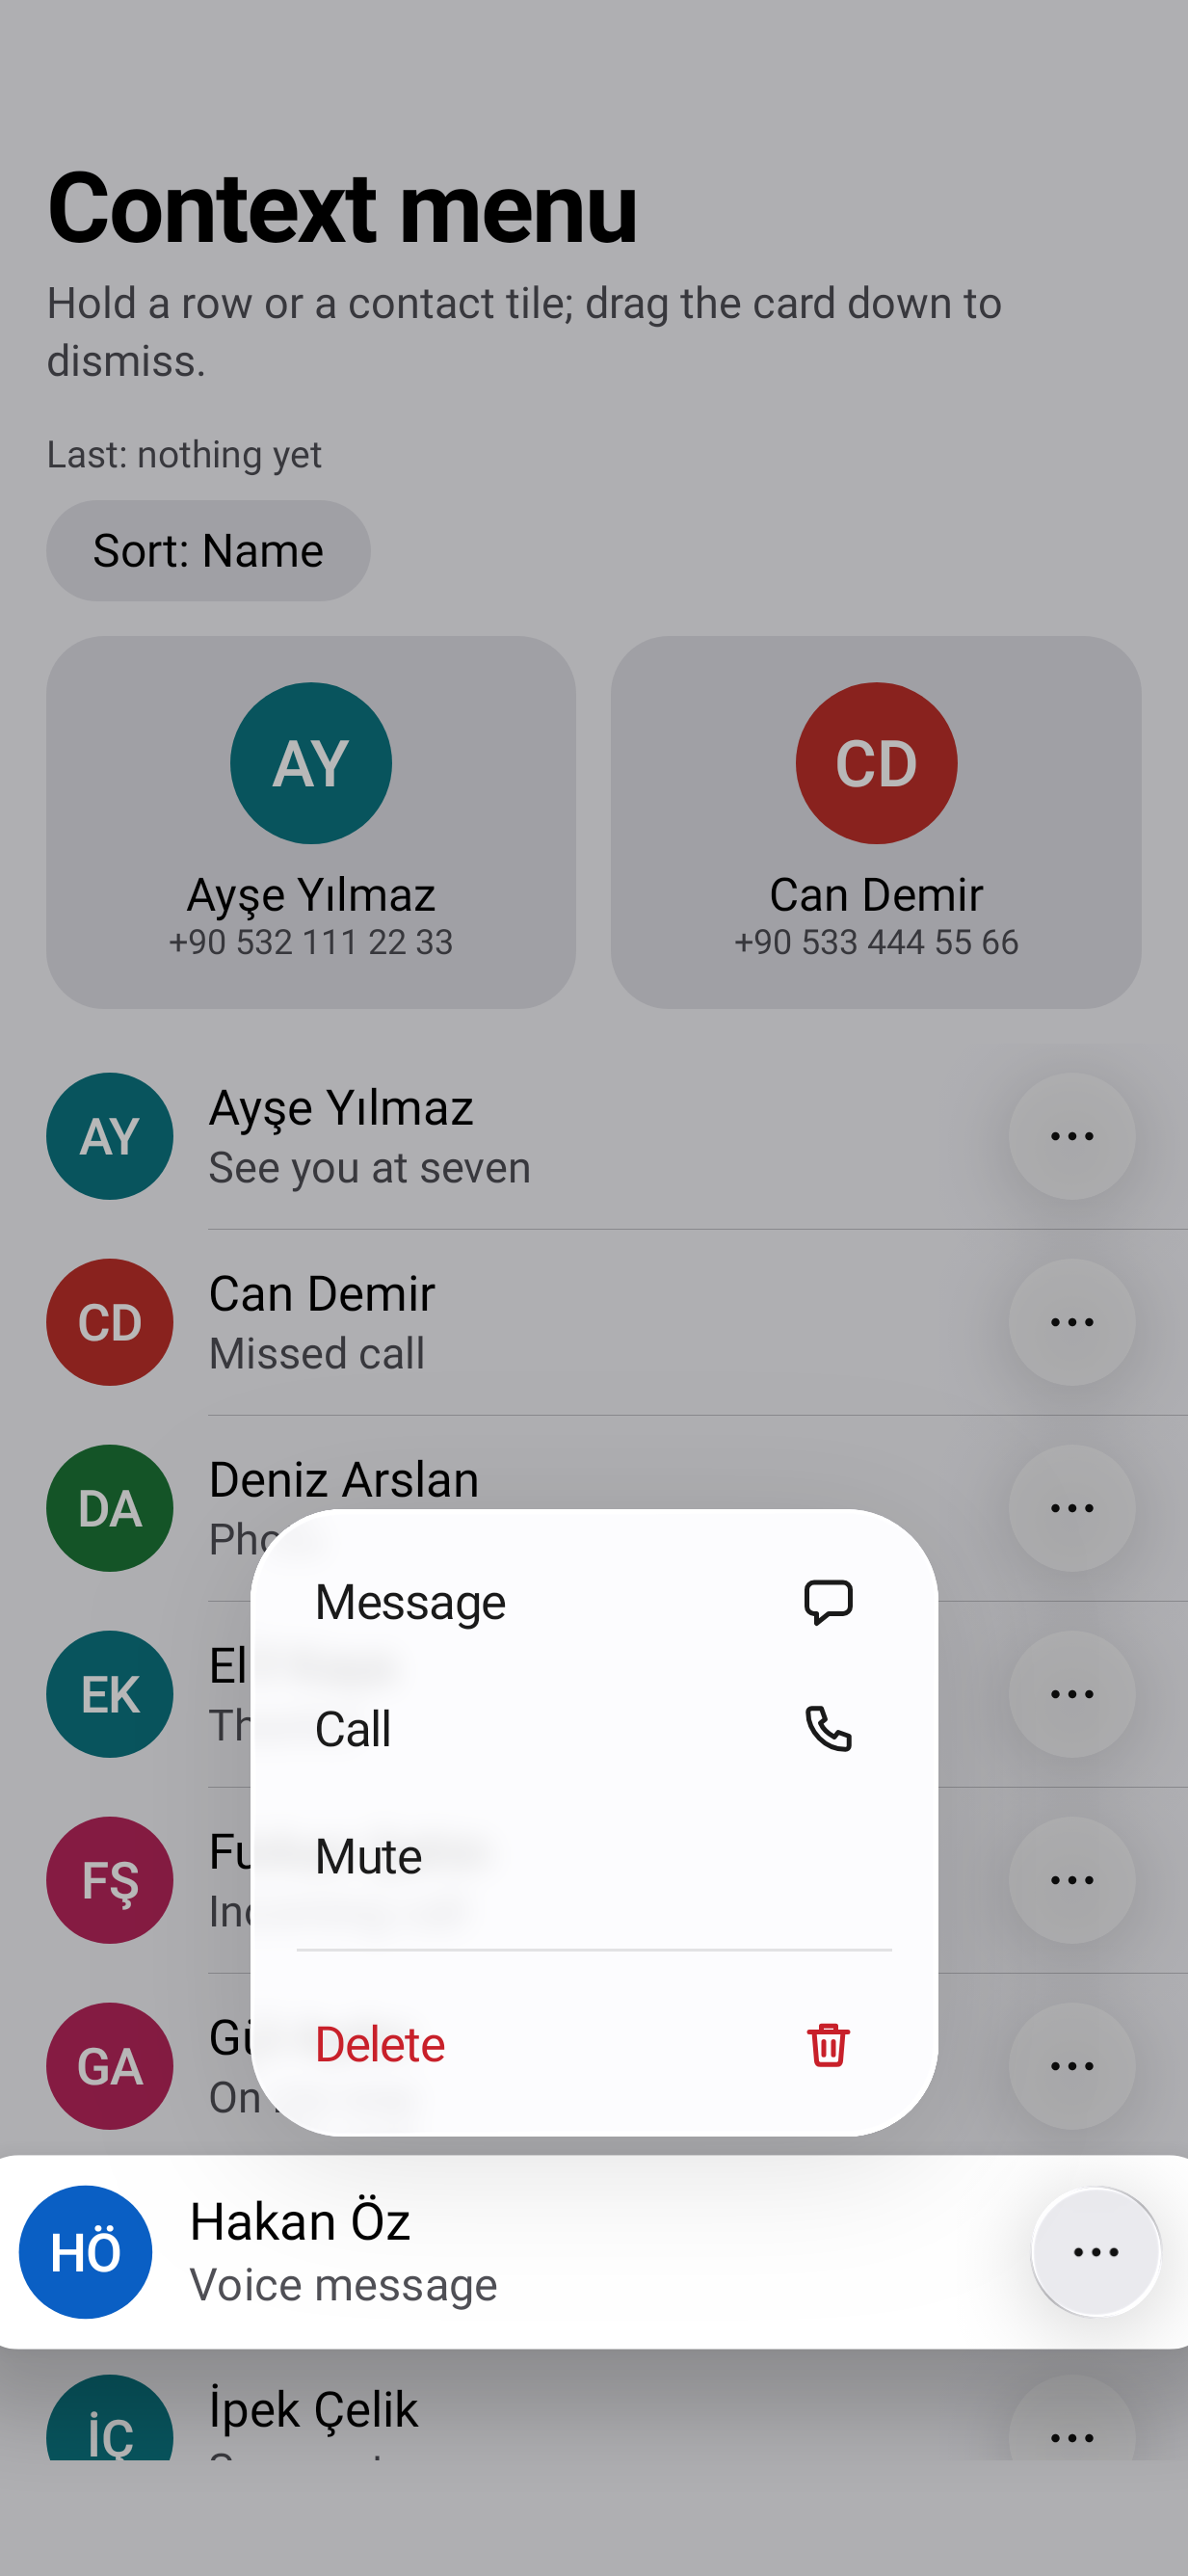 Context menu
Hold a row or a contact tile; drag the card down to
dismiss.
Last: nothing yet
Sort: Name
AY
Ayşe Yılmaz
+90 532 111 22 33
CD
Can Demir
+90 533 444 55 66
AY
Ayşe Yılmaz
See you at seven
CD
Can Demir
Missed call
DA
Deniz Arslan
EK
FŞ
GA
On
Message
Call
Mute
Delete
HÖ
Hakan Öz
Voice message
İÇ
İpek Çelik